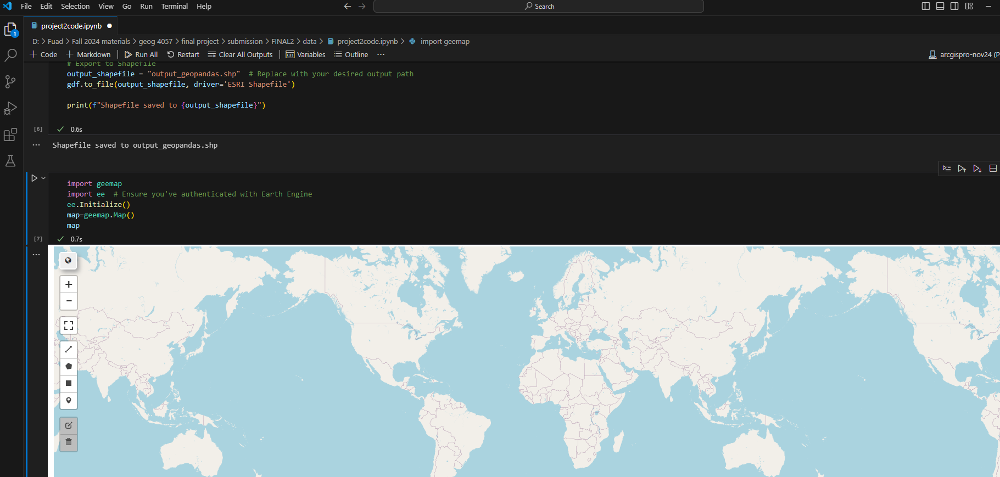 File Edit Selection View Go Run Terminal Help
Search
project2code.ipynb
1
D: > Fuad > Fall 2024 materials > geog 4057 > final project > submission > FINAL2 > data > project2code.ipynb > import geemap
+ Code + Markdown | Run All Restart Clear All Outputs | Variables Outline ···
arcgispro-nov24 (P
# Export to Shapefile
output_shapefile = "output_geopandas.shp"  # Replace with your desired output path
gdf.to_file(output_shapefile, driver='ESRI Shapefile')
print(f"Shapefile saved to {output_shapefile}")
[6] 0.6s
Shapefile saved to output_geopandas.shp
import geemap
import ee  # Ensure you've authenticated with Earth Engine
ee.Initialize()
map=geemap.Map()
map
[7] 0.7s
+
−